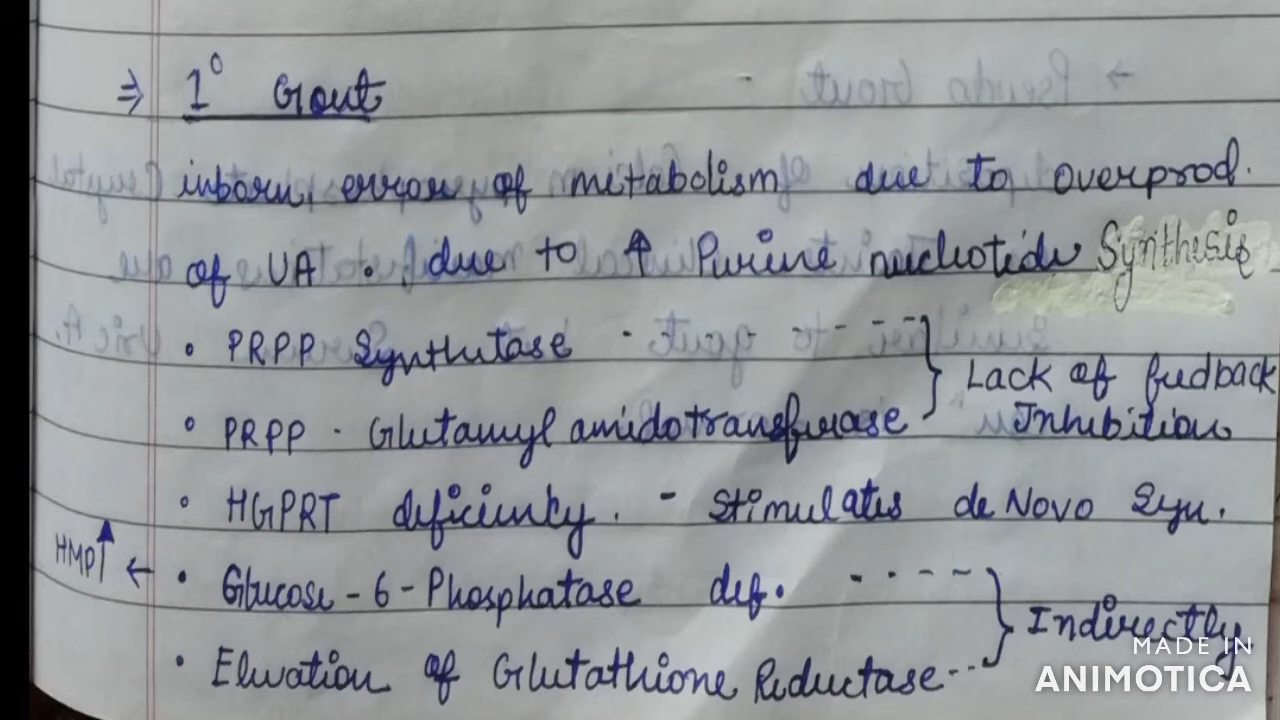 ⇒ 1° Gout
inborn error of metabolism due to overprod.
of UA. due to ↑ Purine nucleotide Synthesis
• PRPP Synthetase - - - - - } Lack of feedback
• PRPP - Glutamyl amidotransferase } Inhibition
• HGPRT deficiency. - Stimulates de Novo Syn.
HMP↑ ← • Glucose - 6 - Phosphatase def. - - - - } Indirectly
• Elevation of Glutathione Reductase - -
MADE IN
ANIMOTICA